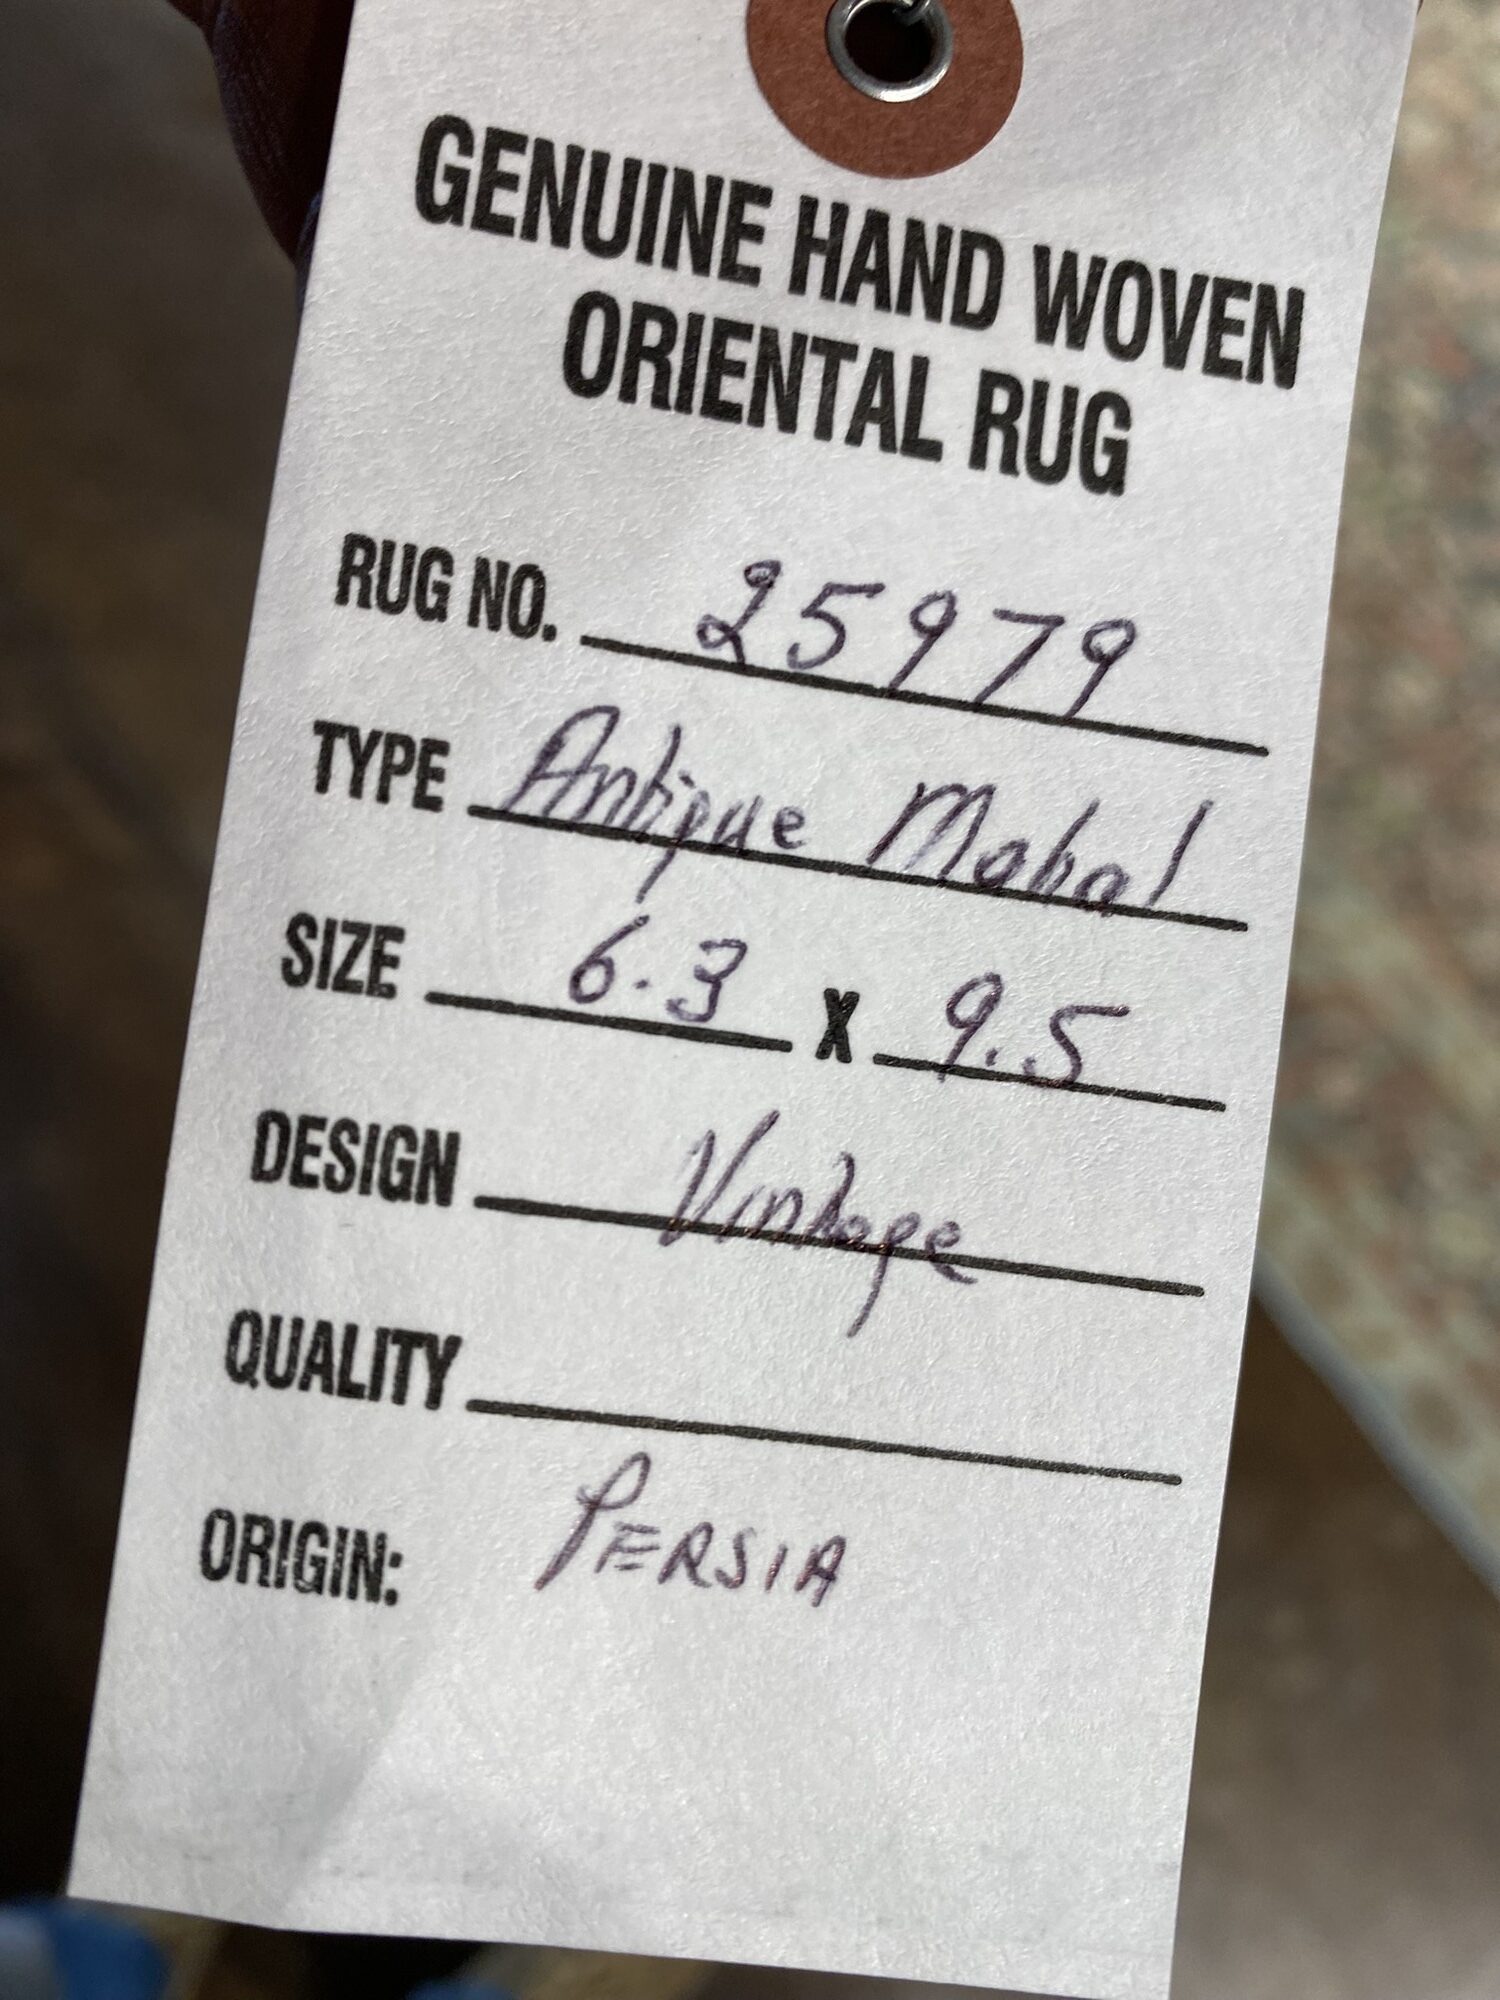 GENUINE HAND WOVEN
ORIENTAL RUG
RUG NO. 25979
TYPE Antique Mahal
SIZE 6.3 X 9.5
DESIGN Vintage
QUALITY
ORIGIN: PERSIA